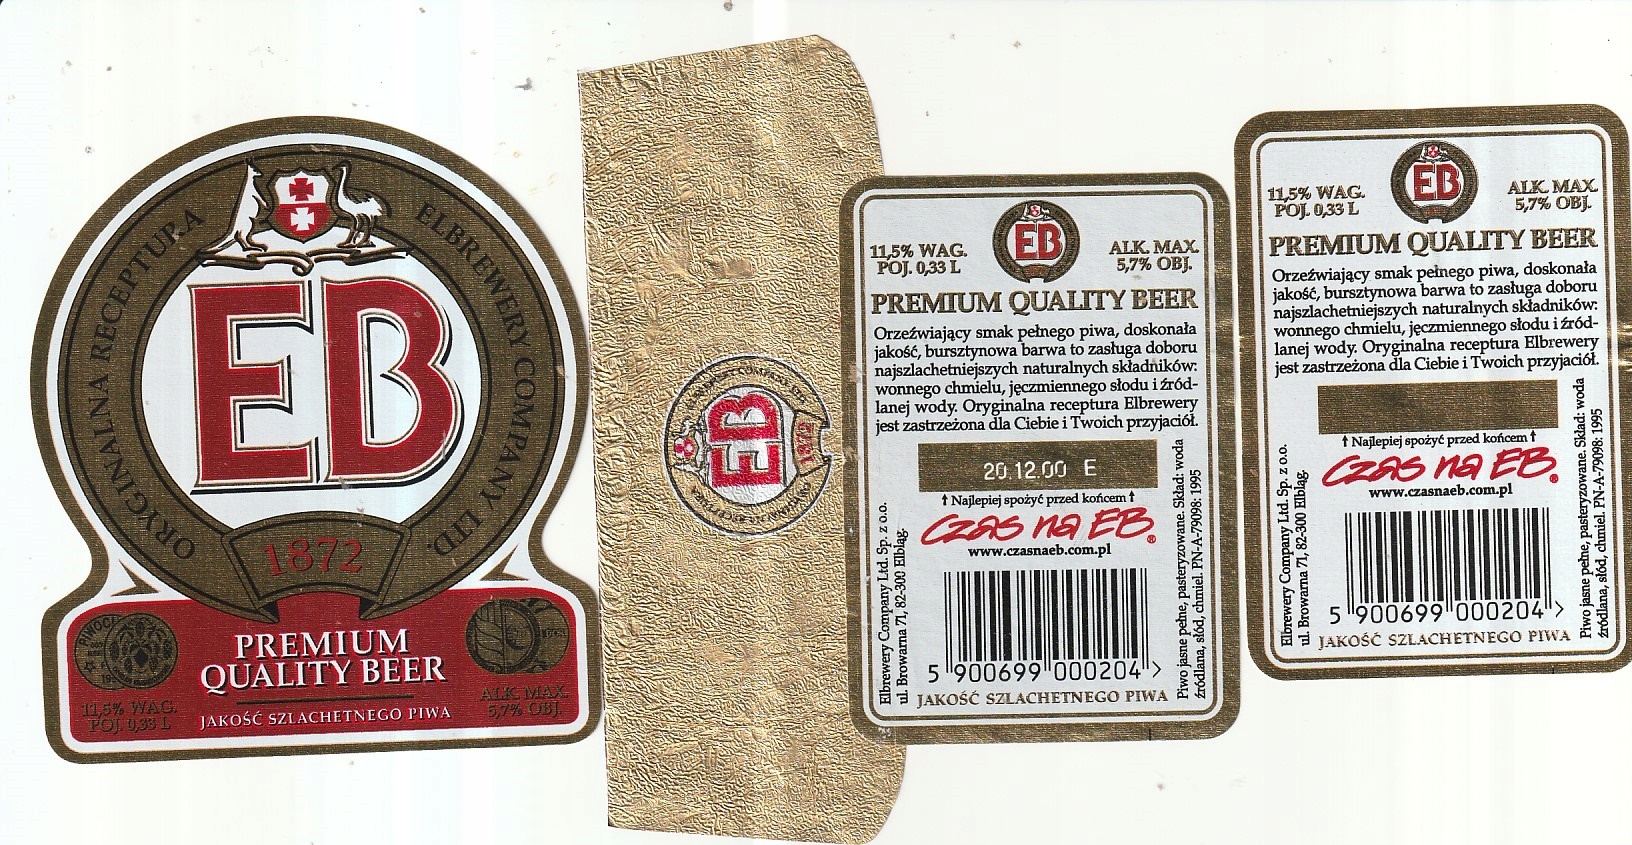 ORYGINALNA RECEPTURA
ELBREWERY COMPANY LTD.
EB
1872
PREMIUM
QUALITY BEER
JAKOŚĆ SZLACHETNEGO PIWA
11,5% WAG.
POJ. 0,33 L
ALK. MAX.
5,7% OBJ.
EB
1872
11,5% WAG.
POJ. 0,33 L
EB
ALK. MAX.
5,7% OBJ.
PREMIUM QUALITY BEER
Orzeźwiający smak pełnego piwa, doskonała
jakość, bursztynowa barwa to zasługa doboru
najszlachetniejszych naturalnych składników:
wonnego chmielu, jęczmiennego słodu i źród-
lanej wody. Oryginalna receptura Elbrewery
jest zastrzeżona dla Ciebie i Twoich przyjaciół.
20.12.00 E
↑ Najlepiej spożyć przed końcem ↑
czas na EB®
www.czasnaeb.com.pl
Elbrewery Company Ltd. Sp. z o.o.
ul. Browarna 71, 82-300 Elbląg.
Piwo jasne pełne, pasteryzowane. Skład: woda
źródlana, słód, chmiel. PN-A-79098: 1995
5 900699 000204 >
JAKOŚĆ SZLACHETNEGO PIWA
11,5% WAG.
POJ. 0,33 L
EB
ALK. MAX.
5,7% OBJ.
PREMIUM QUALITY BEER
Orzeźwiający smak pełnego piwa, doskonała
jakość, bursztynowa barwa to zasługa doboru
najszlachetniejszych naturalnych składników:
wonnego chmielu, jęczmiennego słodu i źród-
lanej wody. Oryginalna receptura Elbrewery
jest zastrzeżona dla Ciebie i Twoich przyjaciół.
↑ Najlepiej spożyć przed końcem ↑
czas na EB®
www.czasnaeb.com.pl
Elbrewery Company Ltd. Sp. z o.o.
ul. Browarna 71, 82-300 Elbląg.
Piwo jasne pełne, pasteryzowane. Skład: woda
źródlana, słód, chmiel. PN-A-79098: 1995
5 900699 000204 >
JAKOŚĆ SZLACHETNEGO PIWA